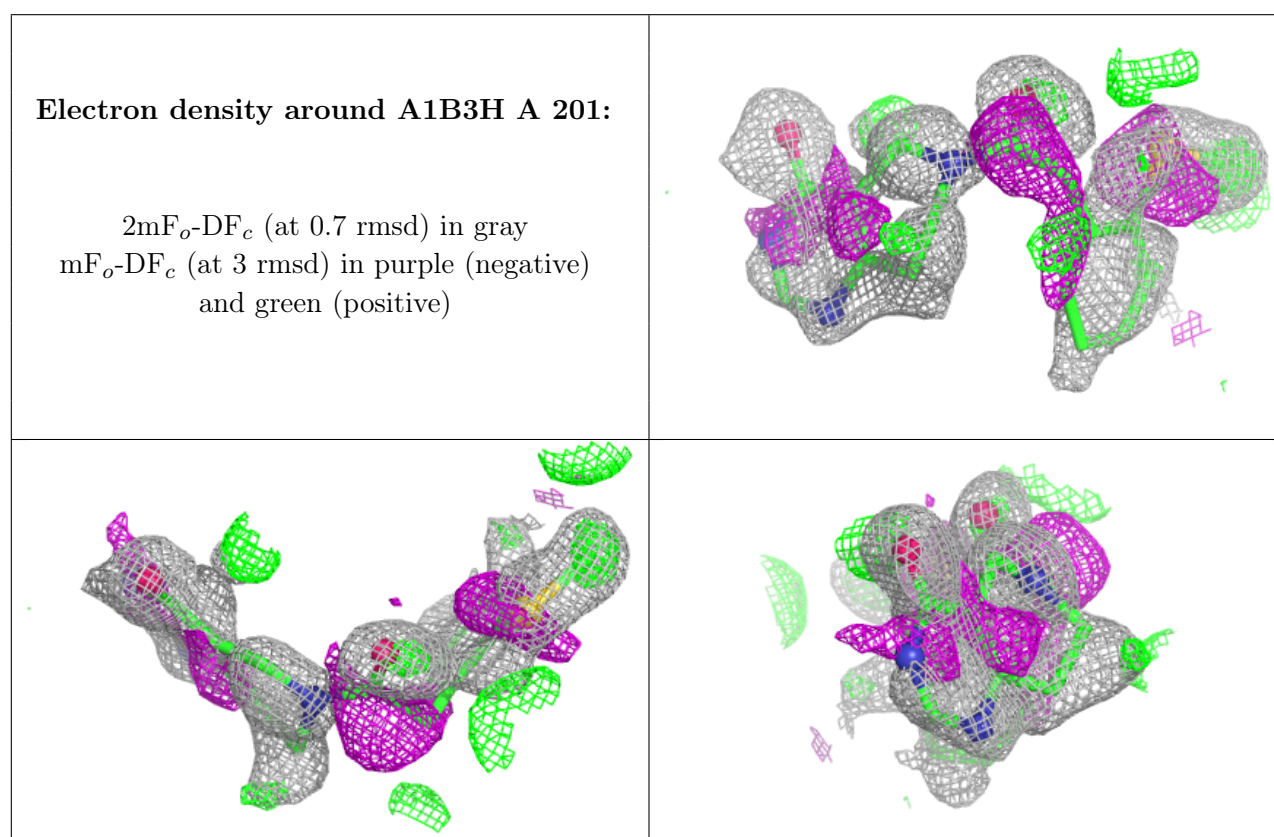 Electron density around A1B3H A 201:
2mFo-DFc (at 0.7 rmsd) in gray
mFo-DFc (at 3 rmsd) in purple (negative)
and green (positive)